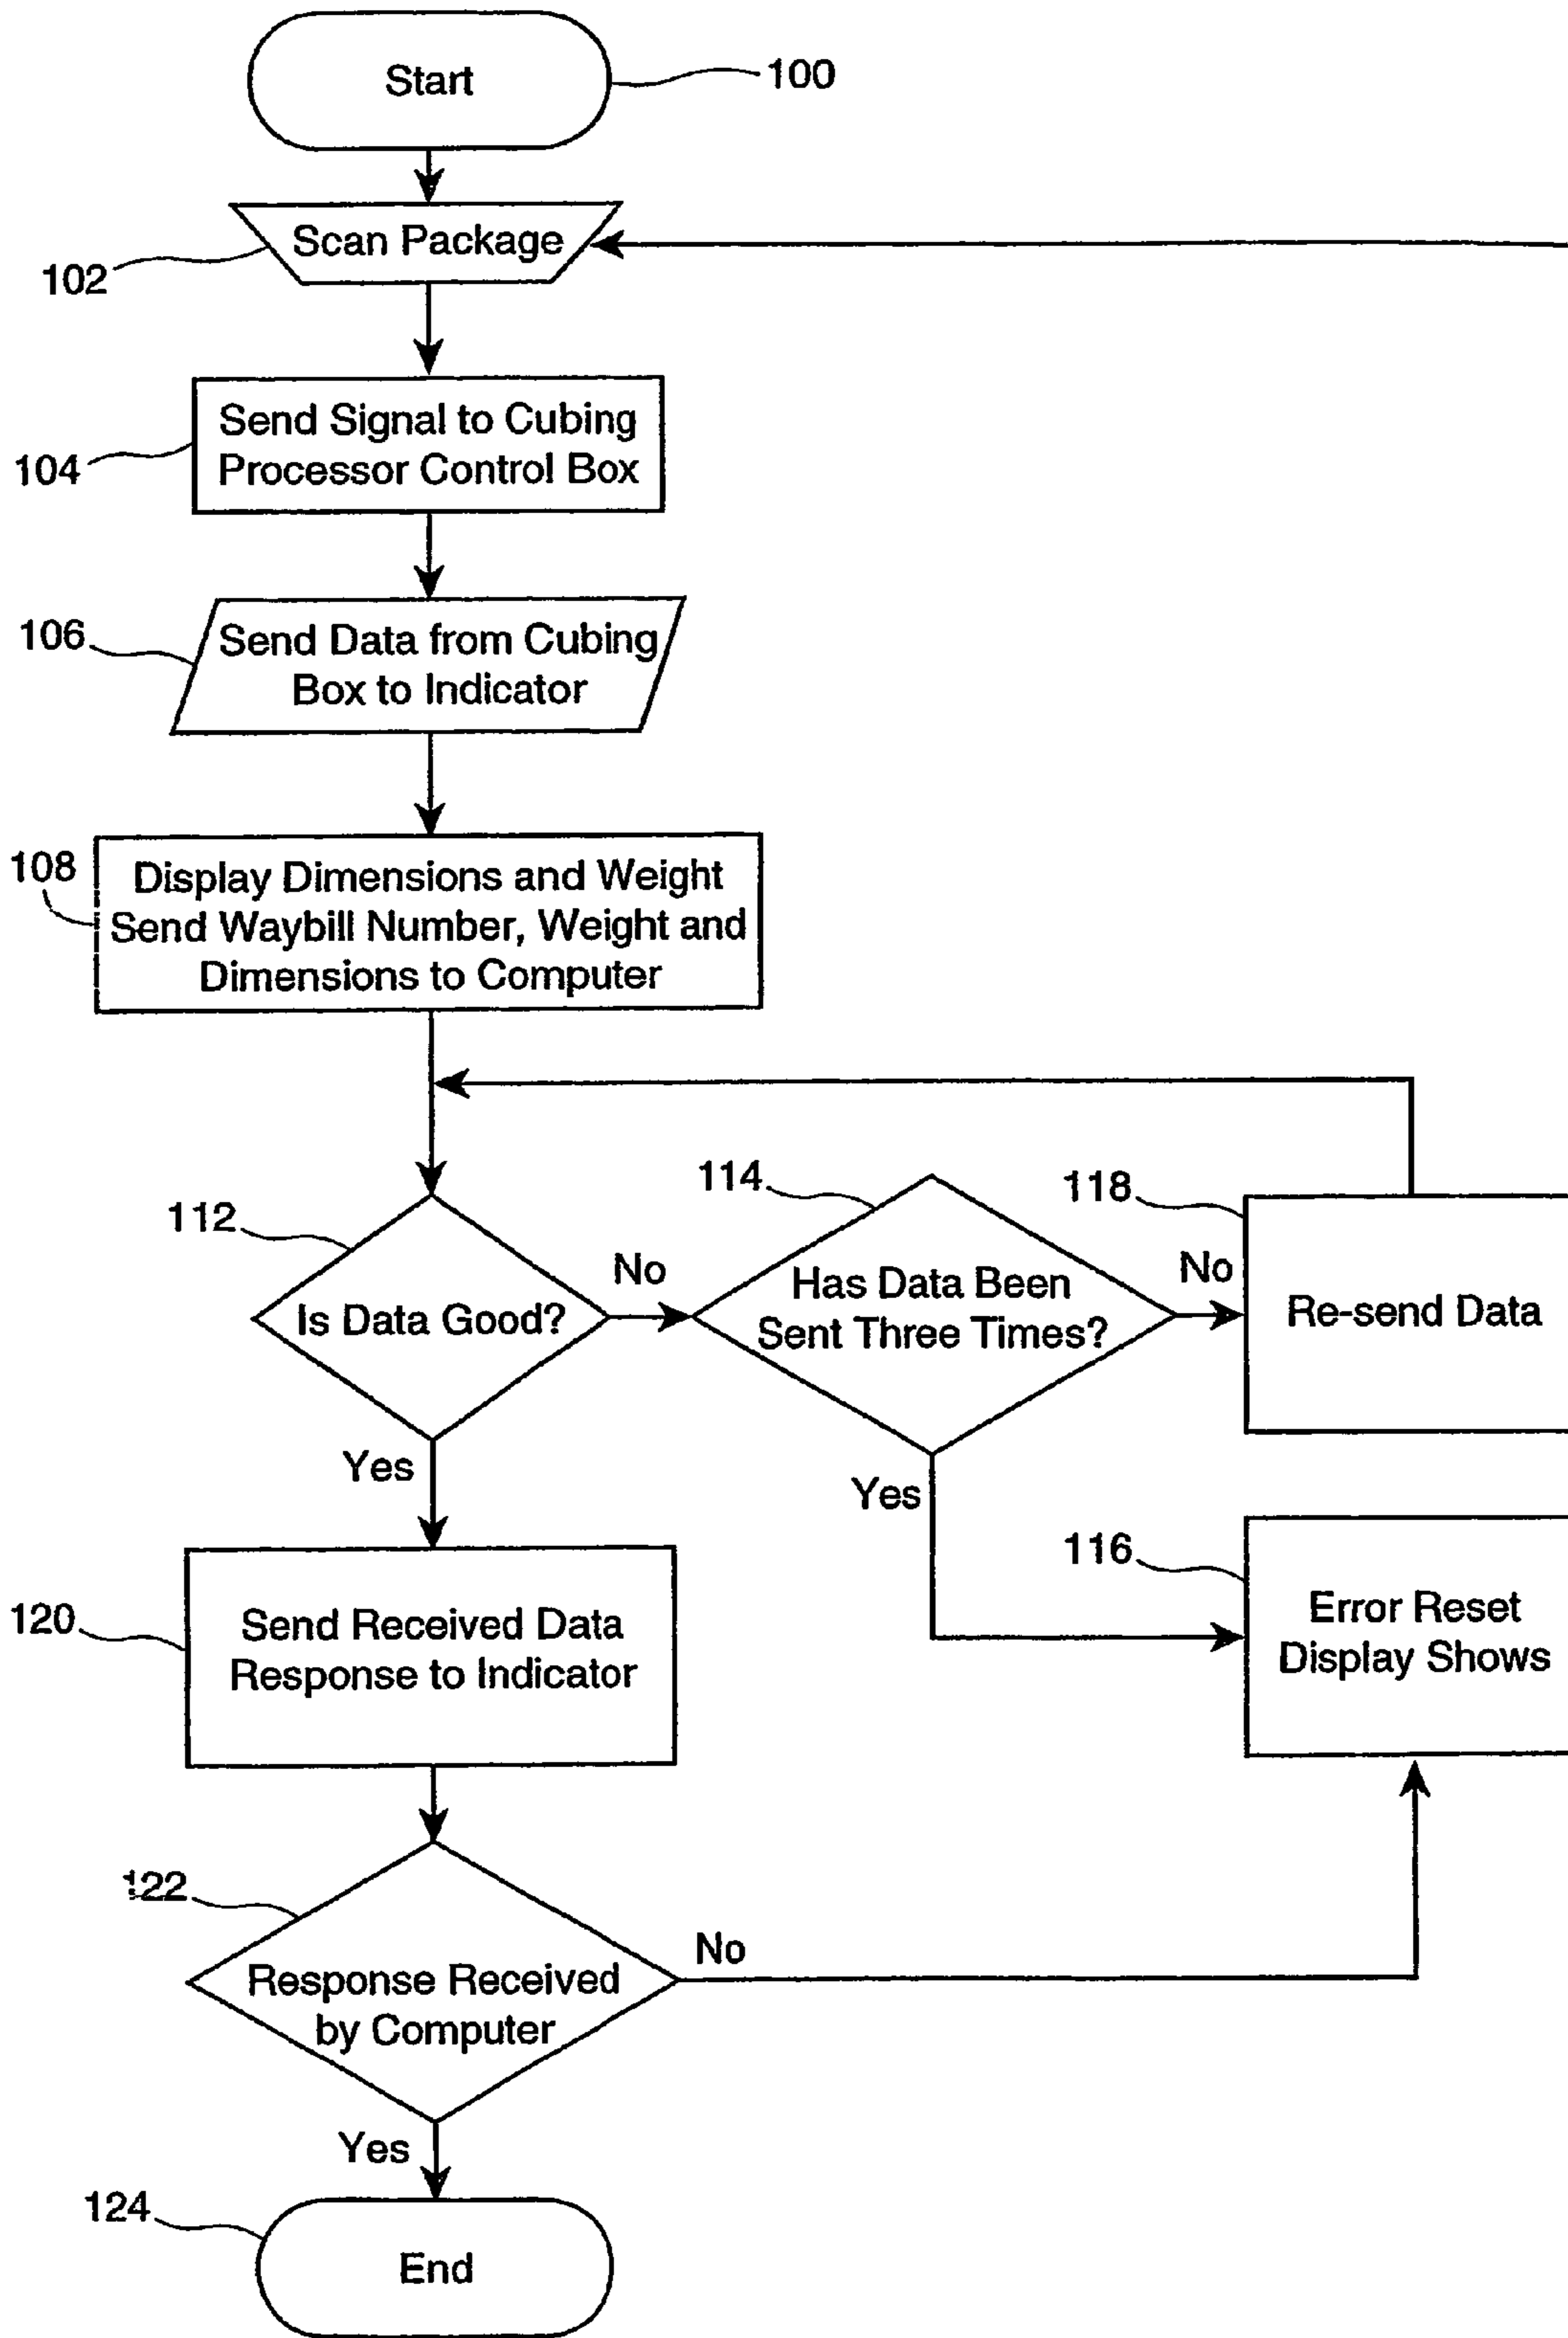 Start
100
Scan Package
102
Send Signal to Cubing
Processor Control Box
104
106
Send Data from Cubing
Box to Indicator
108
Display Dimensions and Weight
Send Waybill Number, Weight and
Dimensions to Computer
112
Is Data Good?
No
114
Has Data Been
Sent Three Times?
No
118
Re-send Data
Yes
Yes
116
Error Reset
Display Shows
120
Send Received Data
Response to Indicator
122
Response Received
by Computer
No
Yes
124
End